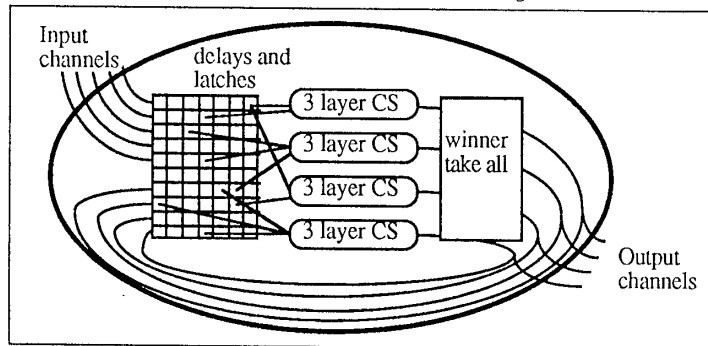 Input
channels
delays and
latches
3 layer CS
3 layer CS
3 layer CS
3 layer CS
winner
take all
Output
channels